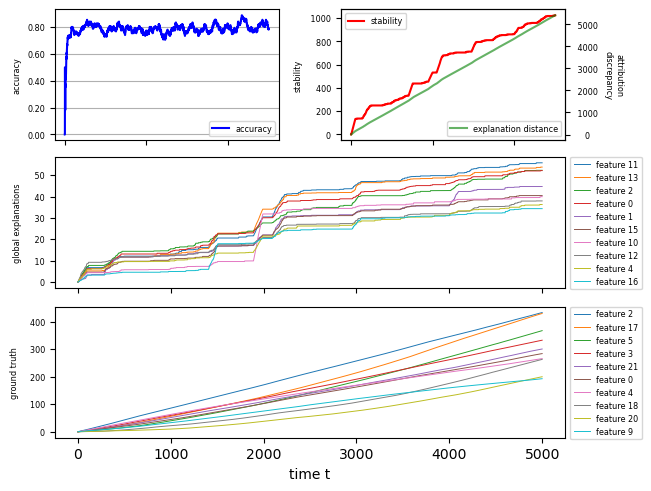 accuracy
0.80
0.60
0.40
0.20
0.00
accuracy
stability
1000
800
600
400
200
0
stability
explanation distance
5000
4000
3000
2000
1000
0
attribution
discrepancy
global explanations
50
40
30
20
10
0
feature 11
feature 13
feature 2
feature 0
feature 1
feature 15
feature 10
feature 12
feature 4
feature 16
ground truth
400
300
200
100
0
0
1000
2000
3000
4000
5000
time t
feature 2
feature 17
feature 5
feature 3
feature 21
feature 0
feature 4
feature 18
feature 20
feature 9